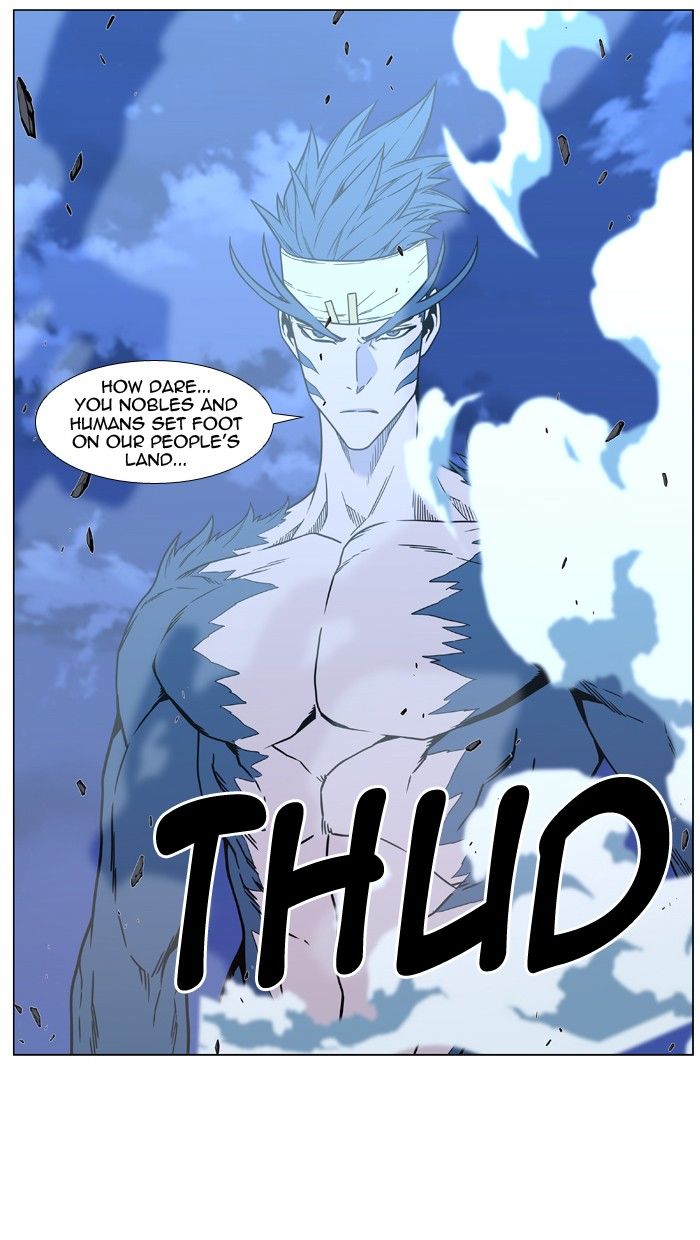 HOW DARE...
YOU NOBLES AND
HUMANS SET FOOT
ON OUR PEOPLE'S
LAND...
THUD